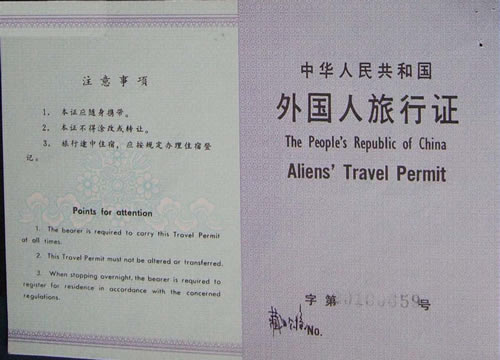 注意事项
1. 本证应随身携带。
2. 本证不得涂改或转让。
3. 旅行途中住宿，应按规定办理住宿登
记。
Points for attention
1. The bearer is required to carry this Travel Permit
at all times.
2. This Travel Permit must not be altered or transferred.
3. When stopping overnight, the bearer is required to
register for residence in accordance with the concerned
regulations.
中华人民共和国
外国人旅行证
The People's Republic of China
Aliens' Travel Permit
字第 号
No.